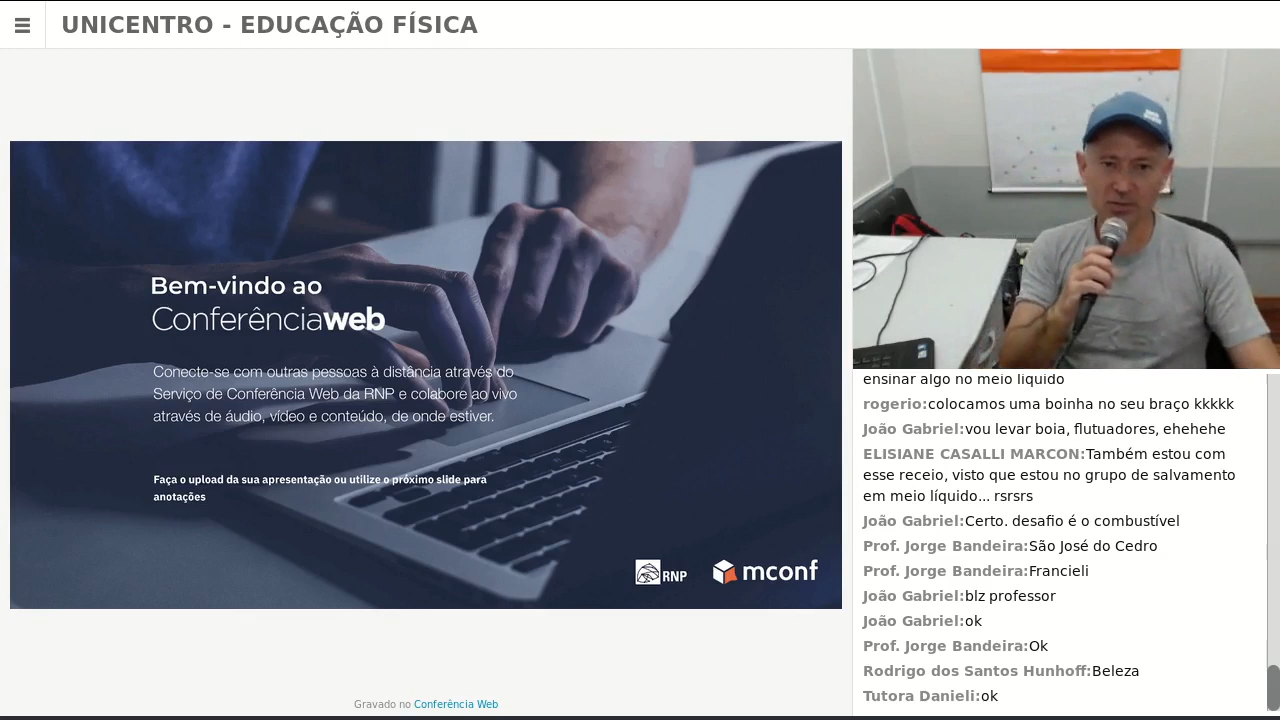 UNICENTRO - EDUCAÇÃO FÍSICA
Bem-vindo ao
Conferênciaweb
Conecte-se com outras pessoas à distância através do
Serviço de Conferência Web da RNP e colabore ao vivo
através de áudio, vídeo e conteúdo, de onde estiver.
Faça o upload da sua apresentação ou utilize o próximo slide para
anotações
RNP
mconf
Gravado no Conferência Web
ensinar algo no meio liquido
rogerio:colocamos uma boinha no seu braço kkkkk
João Gabriel:vou levar boia, flutuadores, ehehehe
ELISIANE CASALLI MARCON:Também estou com
esse receio, visto que estou no grupo de salvamento
em meio líquido... rsrsrs
João Gabriel:Certo. desafio é o combustível
Prof. Jorge Bandeira:São José do Cedro
Prof. Jorge Bandeira:Francieli
João Gabriel:blz professor
João Gabriel:ok
Prof. Jorge Bandeira:Ok
Rodrigo dos Santos Hunhoff:Beleza
Tutora Danieli:ok